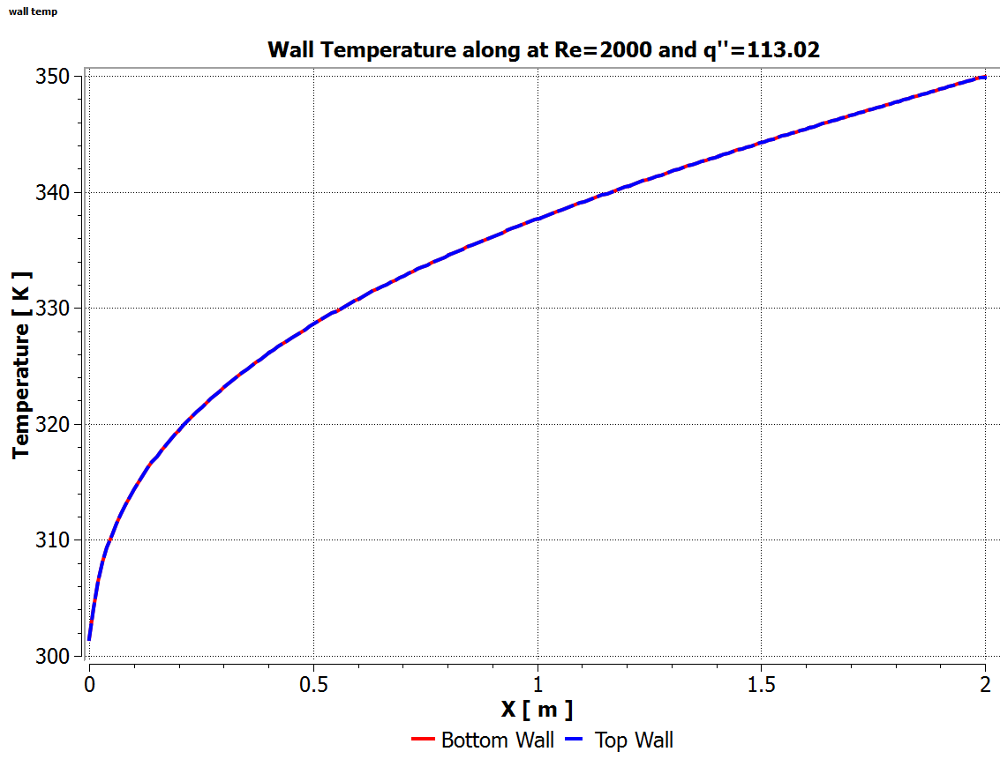 wall temp
Wall Temperature along at Re=2000 and q''=113.02
350
340
330
320
310
300
Temperature [ K ]
0 0.5 1 1.5 2
X [ m ]
Bottom Wall Top Wall